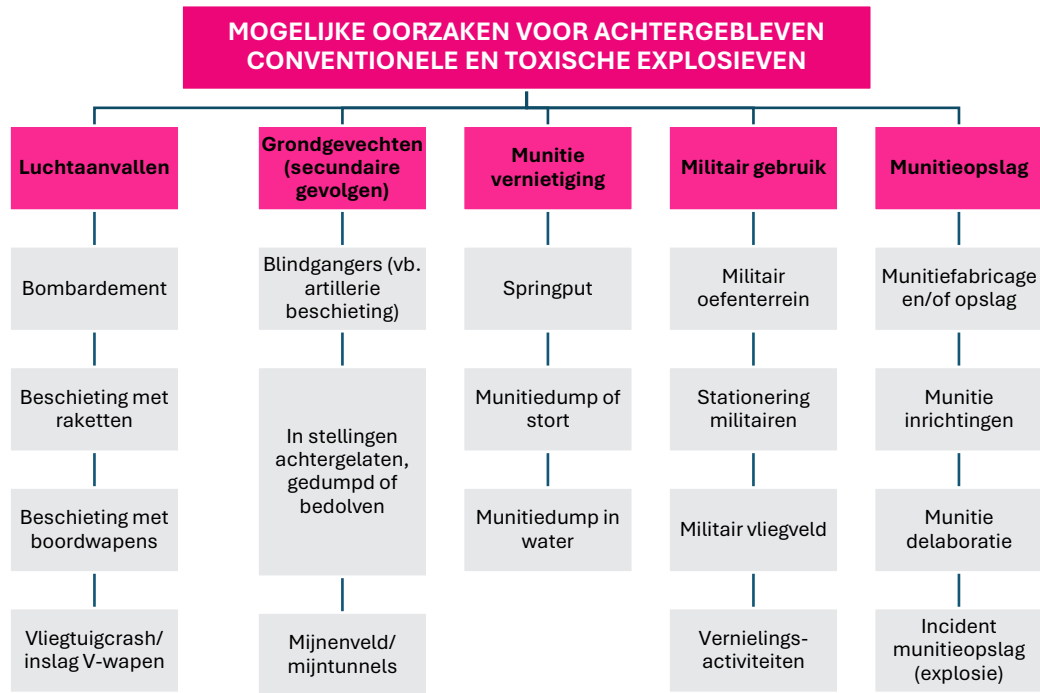 MOGELIJKE OORZAKEN VOOR ACHTERGEBLEVEN
CONVENTIONELE EN TOXISCHE EXPLOSIEVEN
Luchtaanvallen
Bombardement
Beschieting met
raketten
Beschieting met
boordwapens
Vliegtuigcrash/
inslag V-wapen
Grondgevechten
(secundaire
gevolgen)
Blindgangers (vb.
artillerie
beschieting)
In stellingen
achtergelaten,
gedumpd of
bedolven
Mijnenveld/
mijntunnels
Munitie
vernietiging
Springput
Munitiedump of
stort
Munitiedump in
water
Militair gebruik
Militair
oefenterrein
Stationering
militairen
Militair vliegveld
Vernielings-
activiteiten
Munitieopslag
Munitiefabricage
en/of opslag
Munitie
inrichtingen
Munitie
delaboratie
Incident
munitieopslag
(explosie)